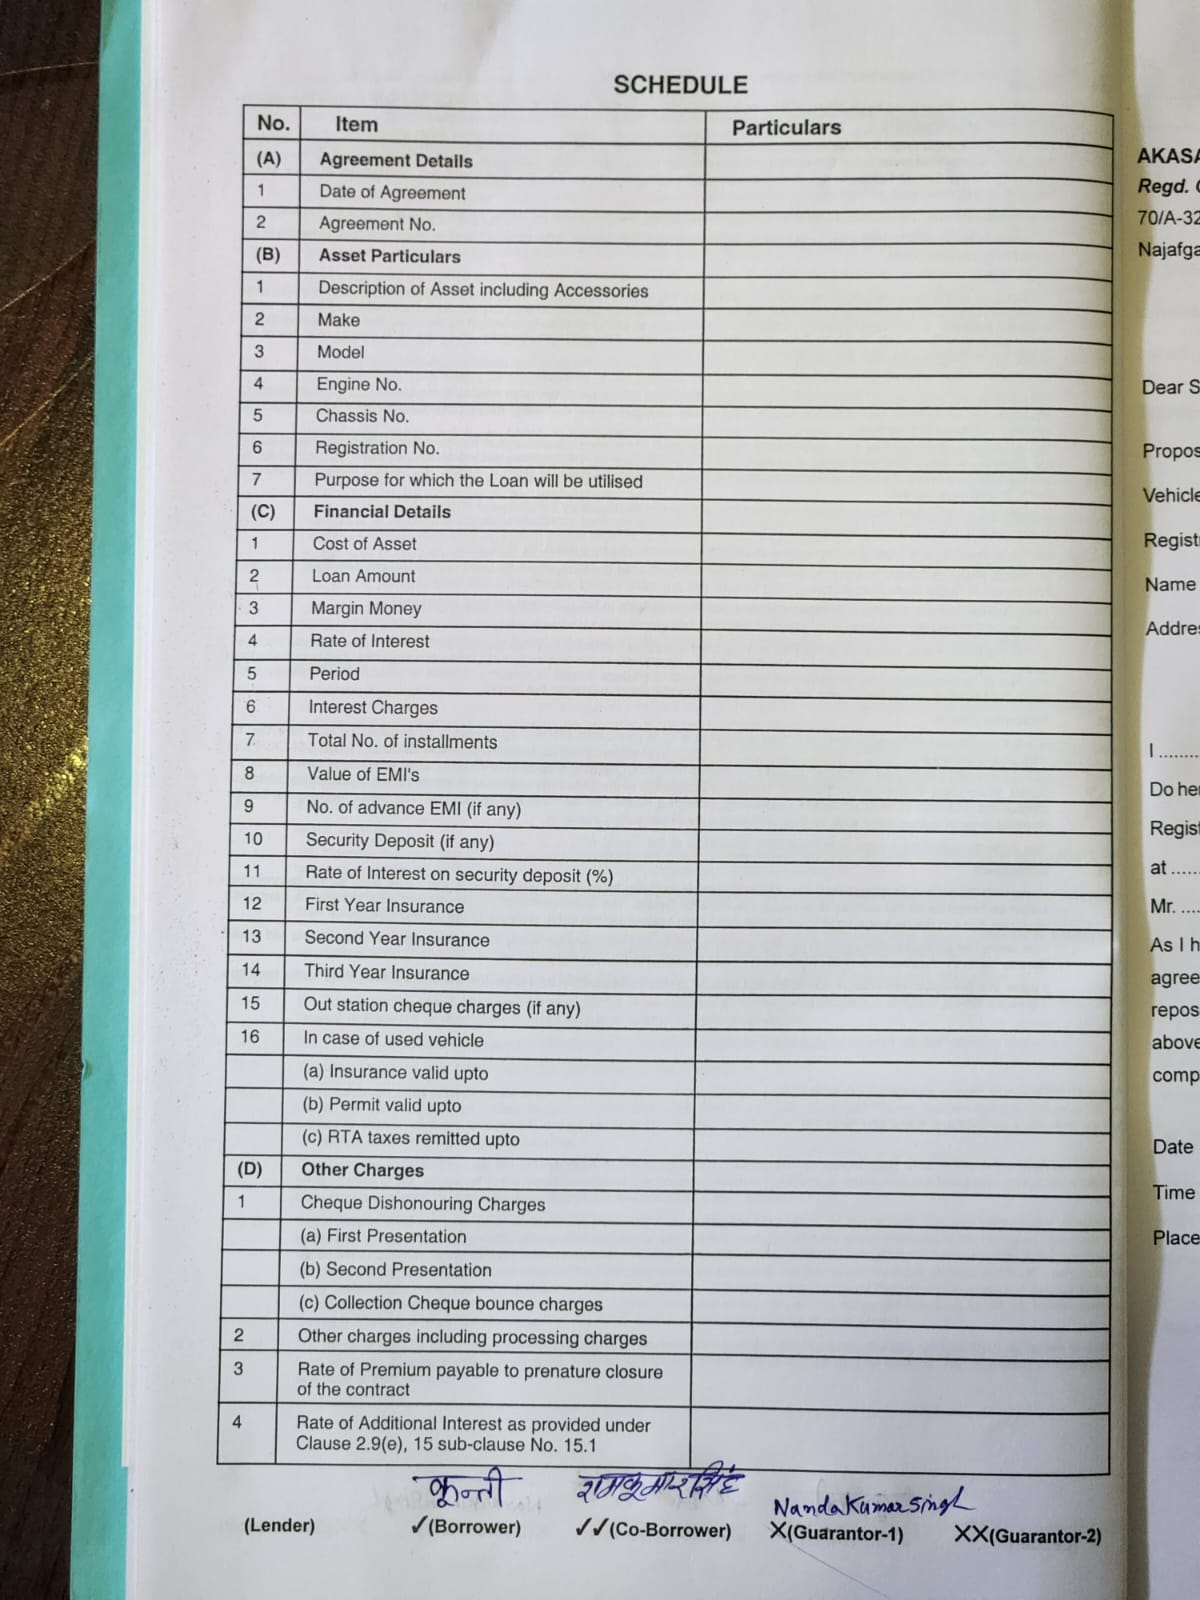 SCHEDULE
No. Item Particulars
(A) Agreement Details
1 Date of Agreement
2 Agreement No.
(B) Asset Particulars
1 Description of Asset including Accessories
2 Make
3 Model
4 Engine No.
5 Chassis No.
6 Registration No.
7 Purpose for which the Loan will be utilised
(C) Financial Details
1 Cost of Asset
2 Loan Amount
3 Margin Money
4 Rate of Interest
5 Period
6 Interest Charges
7 Total No. of installments
8 Value of EMI's
9 No. of advance EMI (if any)
10 Security Deposit (if any)
11 Rate of Interest on security deposit (%)
12 First Year Insurance
13 Second Year Insurance
14 Third Year Insurance
15 Out station cheque charges (if any)
16 In case of used vehicle
(a) Insurance valid upto
(b) Permit valid upto
(c) RTA taxes remitted upto
(D) Other Charges
1 Cheque Dishonouring Charges
(a) First Presentation
(b) Second Presentation
(c) Collection Cheque bounce charges
2 Other charges including processing charges
3 Rate of Premium payable to prenature closure
of the contract
4 Rate of Additional Interest as provided under
Clause 2.9(e), 15 sub-clause No. 15.1
कून्ती रामकुमार सिंह Nanda Kumar Singh
(Lender) ✓(Borrower) ✓✓(Co-Borrower) X(Guarantor-1) XX(Guarantor-2)
AKASA
Regd.
70/A-32
Najafga
Dear S
Propos
Vehicle
Regist
Name
Addres
I ........
Do her
Regist
at ......
Mr. ....
As I h
agree
repos
above
comp
Date
Time
Place